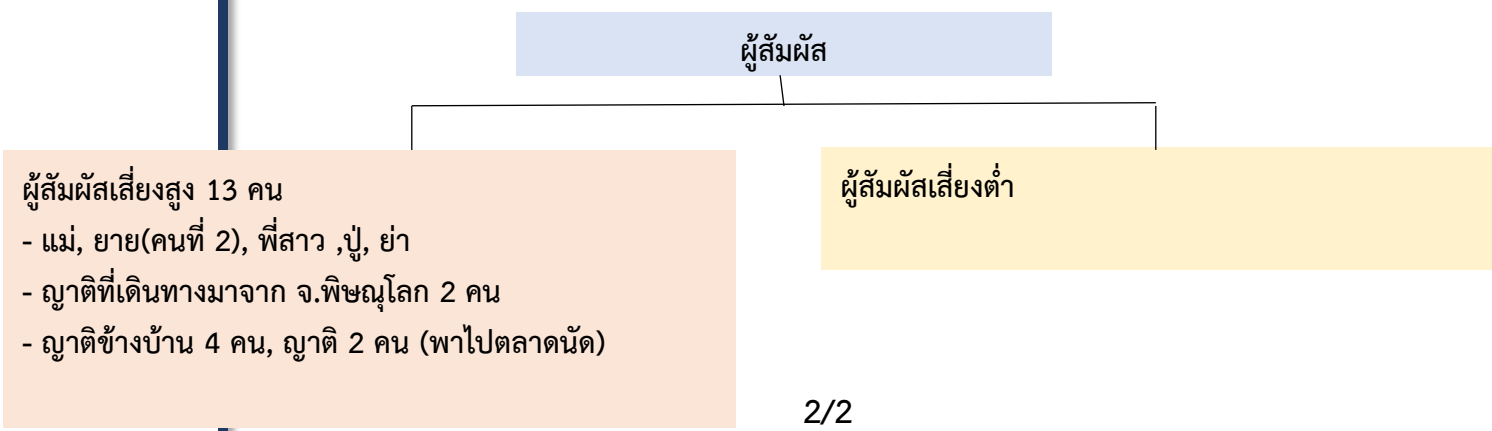 ผู้สัมผัส
ผู้สัมผัสเสี่ยงสูง 13 คน
- แม่, ยาย(คนที่ 2), พี่สาว ,ปู่, ย่า
- ญาติที่เดินทางมาจาก จ.พิษณุโลก 2 คน
- ญาติข้างบ้าน 4 คน, ญาติ 2 คน (พาไปตลาดนัด)
ผู้สัมผัสเสี่ยงต่ำ
2/2